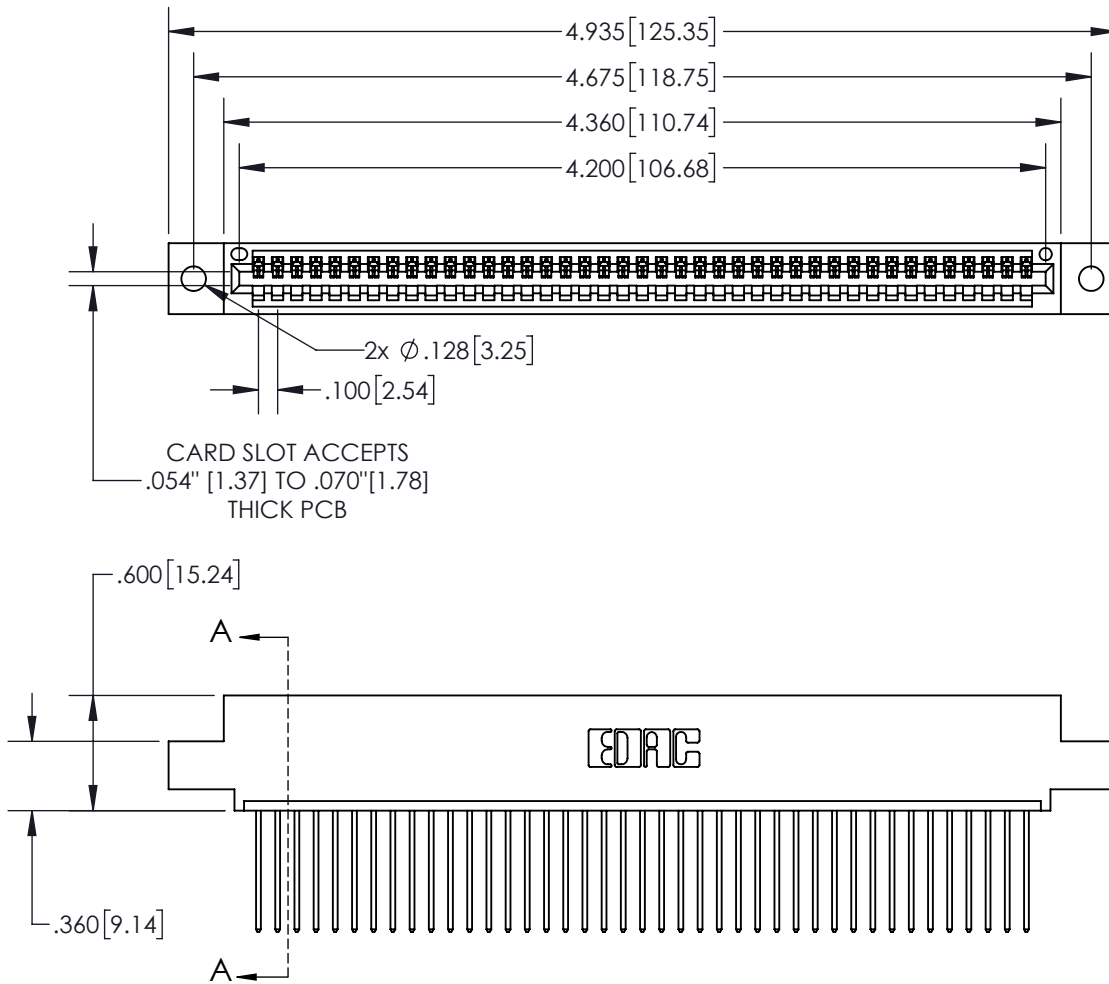 4.935[125.35]
4.675[118.75]
4.360[110.74]
4.200[106.68]
2x ∅.128[3.25]
.100[2.54]
CARD SLOT ACCEPTS
.054" [1.37] TO .070"[1.78]
THICK PCB
.600[15.24]
A
EDAC
.360[9.14]
A